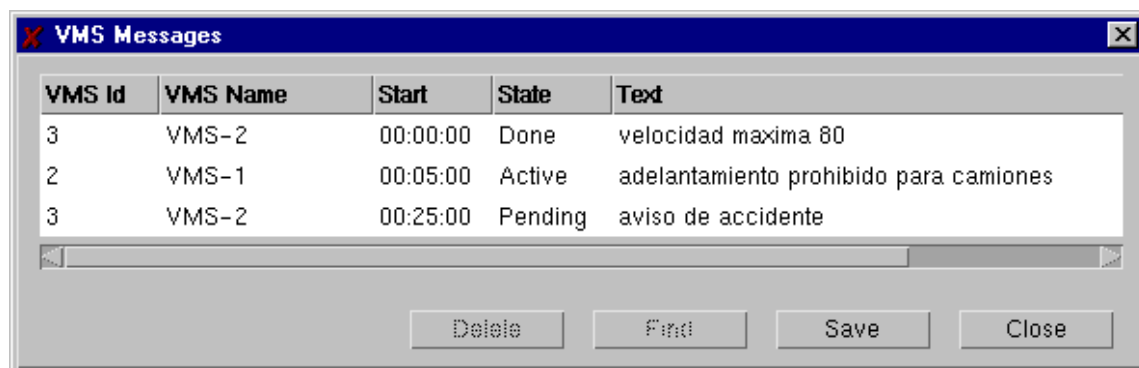 VMS Messages
VMS Id VMS Name Start State Text
3 VMS-2 00:00:00 Done velocidad maxima 80
2 VMS-1 00:05:00 Active adelantamiento prohibido para camiones
3 VMS-2 00:25:00 Pending aviso de accidente
Delete Find Save Close